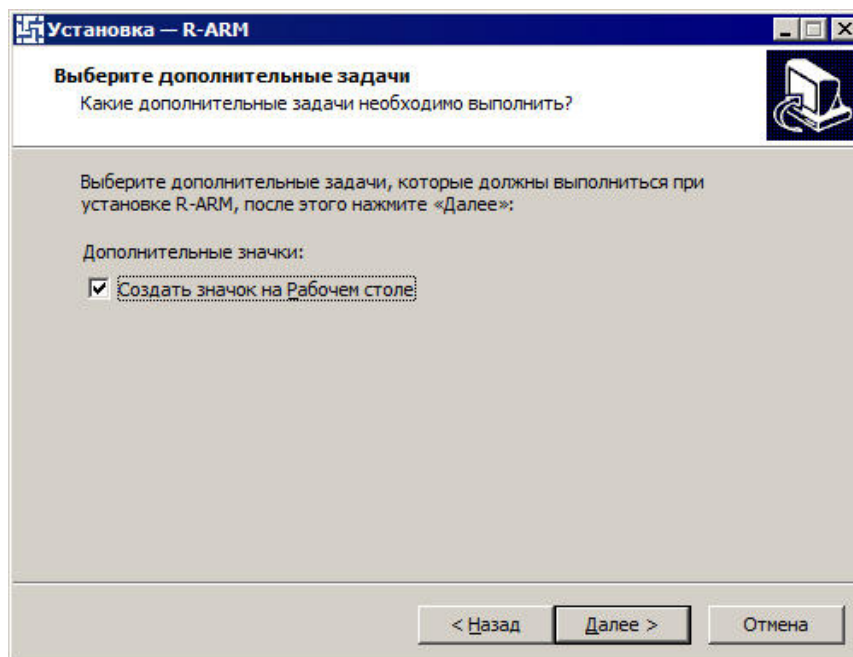 Установка — R-ARM
Выберите дополнительные задачи
Какие дополнительные задачи необходимо выполнить?
Выберите дополнительные задачи, которые должны выполниться при
установке R-ARM, после этого нажмите «Далее»:
Дополнительные значки:
Создать значок на Рабочем столе
< Назад
Далее >
Отмена